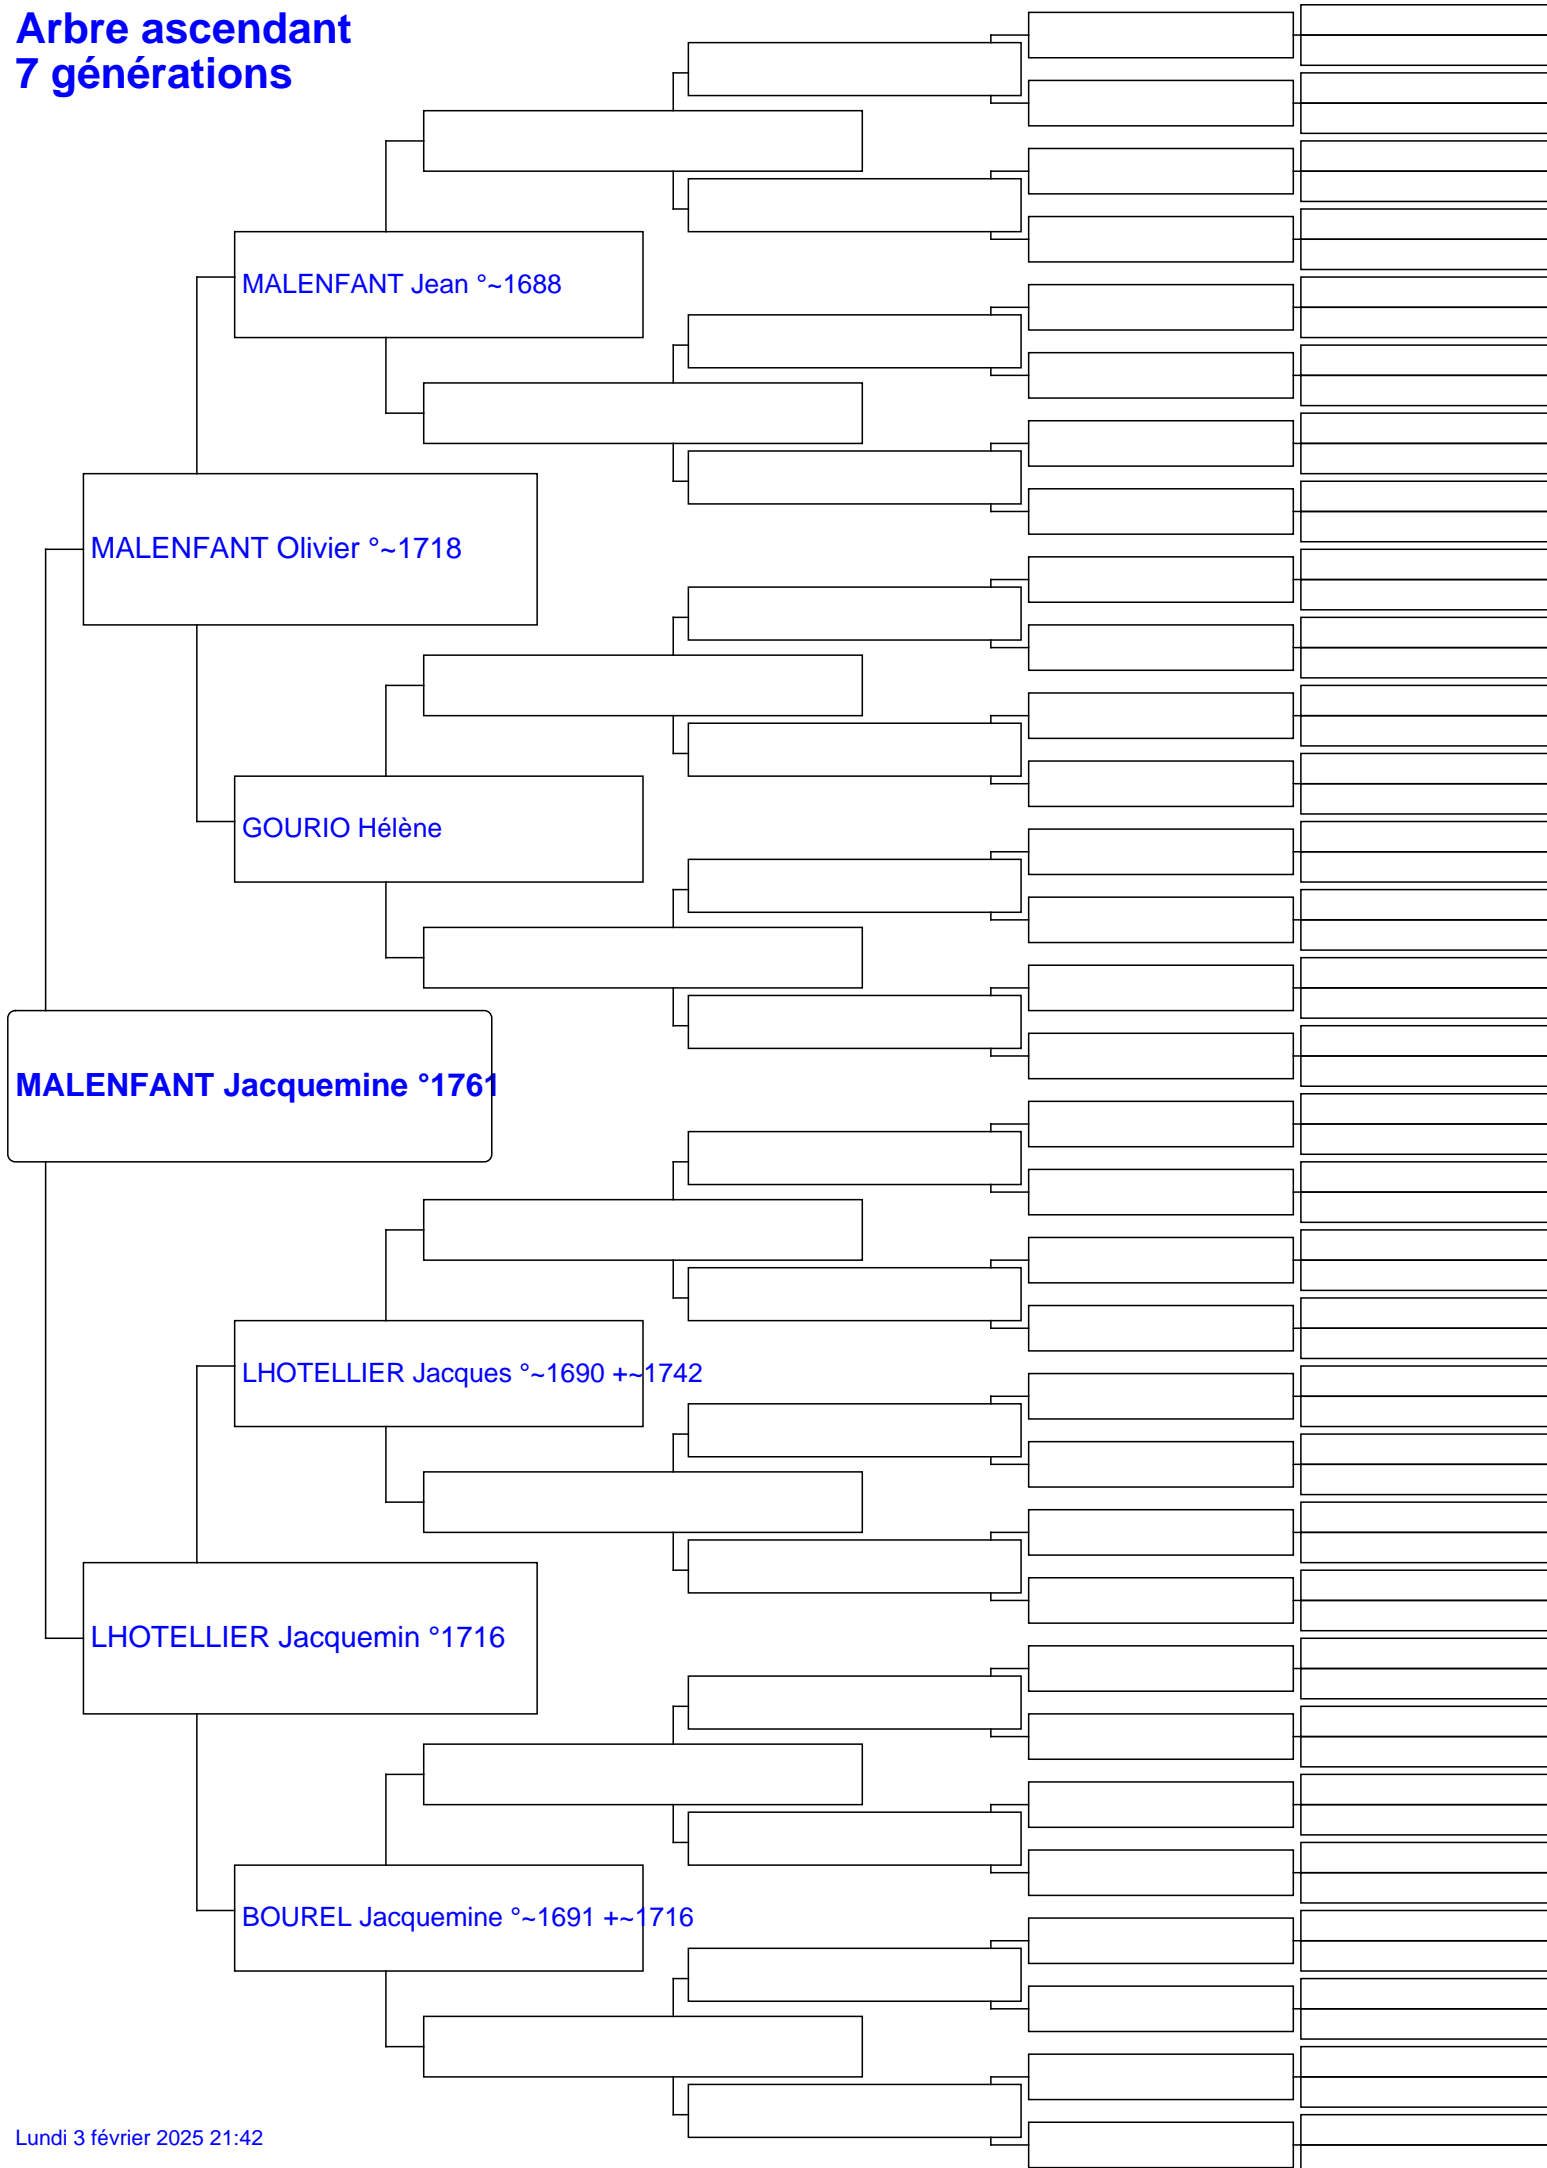 Arbre ascendant
7 générations
MALENFANT Jean °~1688
MALENFANT Olivier °~1718
GOURIO Hélène
MALENFANT Jacquemine °1761
LHOTELLIER Jacques °~1690 +~1742
LHOTELLIER Jacquemin °1716
BOUREL Jacquemine °~1691 +~1716
Lundi 3 février 2025 21:42